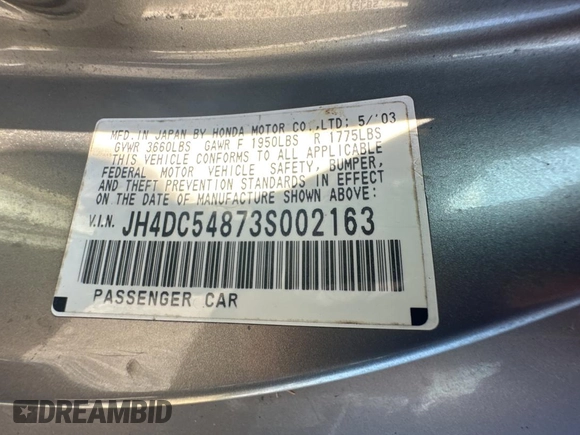 MFD.IN JAPAN BY HONDA MOTOR CO.,LTD: 5/'03
GVWR 3660LBS GAWR F 1950LBS R 1775LBS
THIS VEHICLE CONFORMS TO ALL APPLICABLE
FEDERAL MOTOR VEHICLE SAFETY, BUMPER,
AND THEFT PREVENTION STANDARDS IN EFFECT
ON THE DATE OF MANUFACTURE SHOWN ABOVE:
V.I.N. JH4DC54873S002163
PASSENGER CAR
DREAMBID